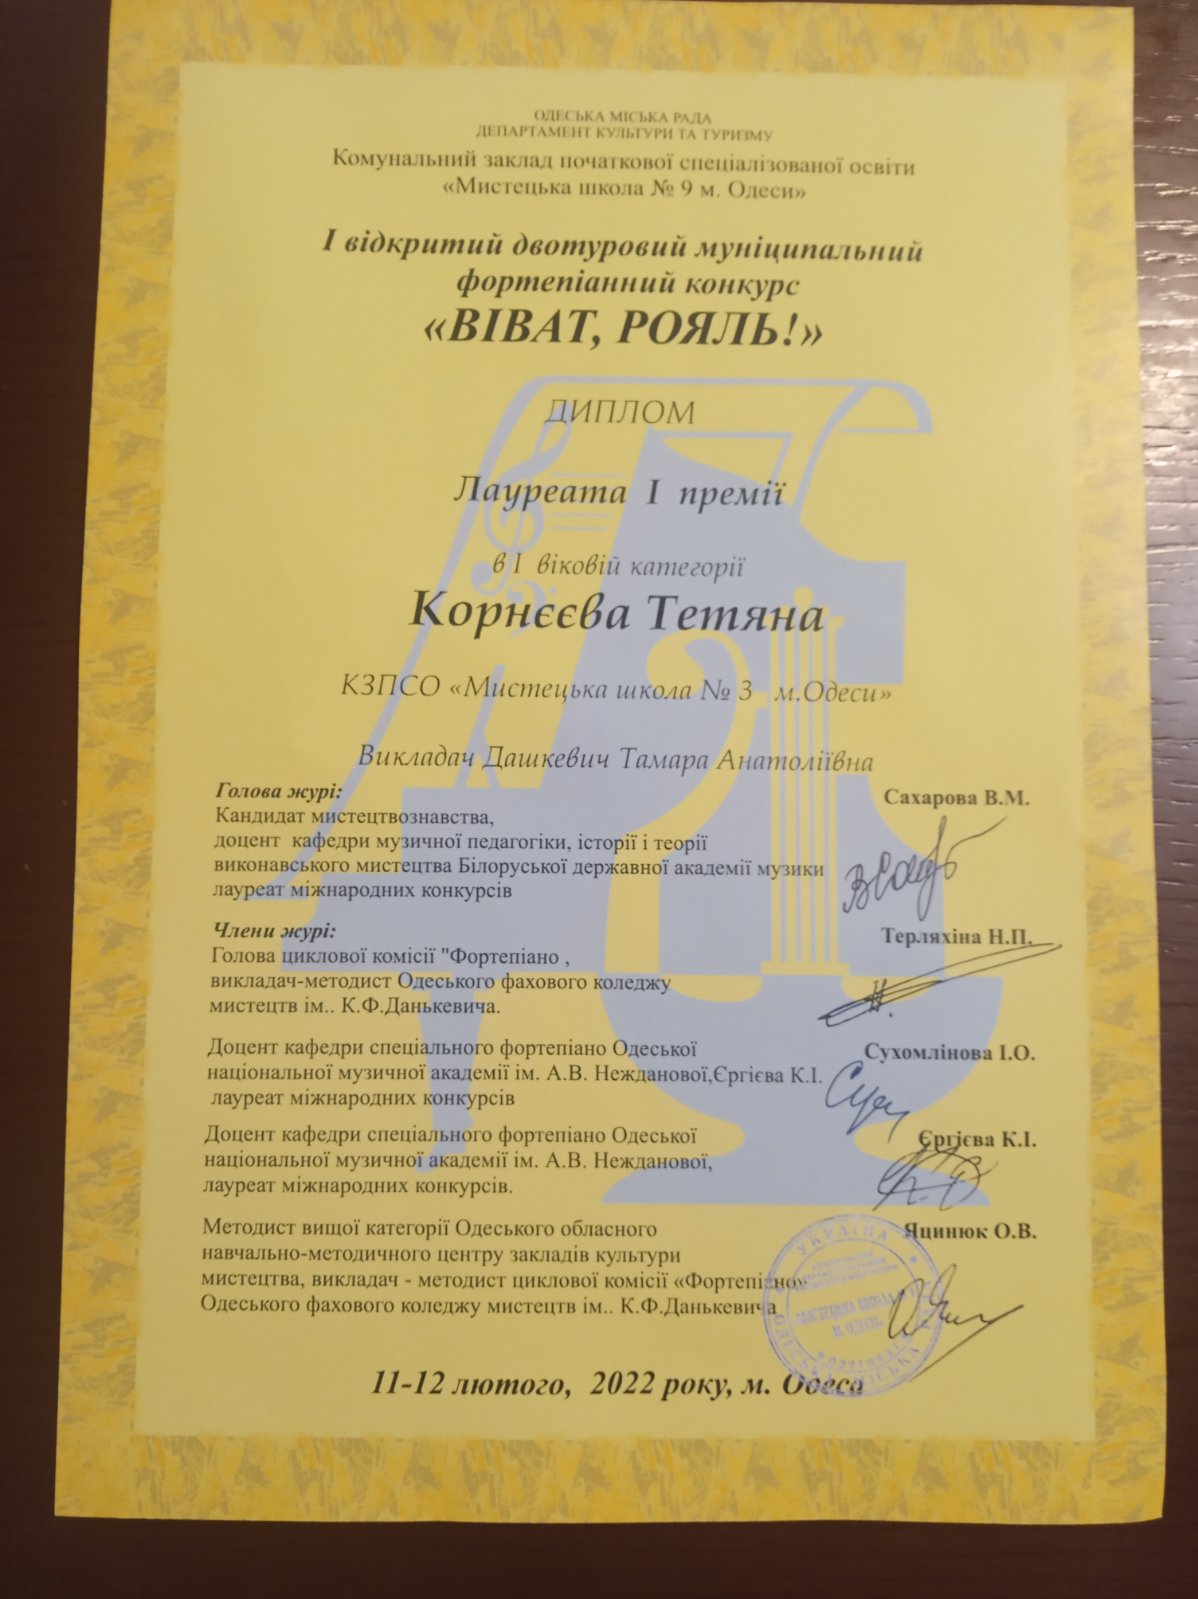 ОДЕСЬКА МІСЬКА РАДА
ДЕПАРТАМЕНТ КУЛЬТУРИ ТА ТУРИЗМУ
Комунальний заклад початкової спеціалізованої освіти
«Мистецька школа № 9 м. Одеси»
І відкритий двотуровий муніципальний
фортепіанний конкурс
«ВІВАТ, РОЯЛЬ!»
ДИПЛОМ
Лауреата І премії
в І віковій категорії
Корнєєва Тетяна
КЗПСО «Мистецька школа № 3 м.Одеси»
Викладач Дашкевич Тамара Анатоліївна
Голова журі:
Сахарова В.М.
Кандидат мистецтвознавства,
доцент кафедри музичної педагогіки, історії і теорії
виконавського мистецтва Білоруської державної академії музики
лауреат міжнародних конкурсів
Члени журі:
Терляхіна Н.П.
Голова циклової комісії "Фортепіано ,
викладач-методист Одеського фахового коледжу
мистецтв ім.. К.Ф.Данькевича.
Доцент кафедри спеціального фортепіано Одеської
Сухомлінова І.О.
національної музичної академії ім. А.В. Нежданової,Єргієва К.І.
лауреат міжнародних конкурсів
Доцент кафедри спеціального фортепіано Одеської
Єргієва К.І.
національної музичної академії ім. А.В. Нежданової,
лауреат міжнародних конкурсів.
Методист вищої категорії Одеського обласного
Яцинюк О.В.
навчально-методичного центру закладів культури
мистецтва, викладач - методист циклової комісії «Фортепіано»
Одеського фахового коледжу мистецтв ім.. К.Ф.Данькевича
УКРАЇНА
МИСТЕЦЬКА ШКОЛА
М. ОДЕСИ
11-12 лютого, 2022 року, м. Одеса